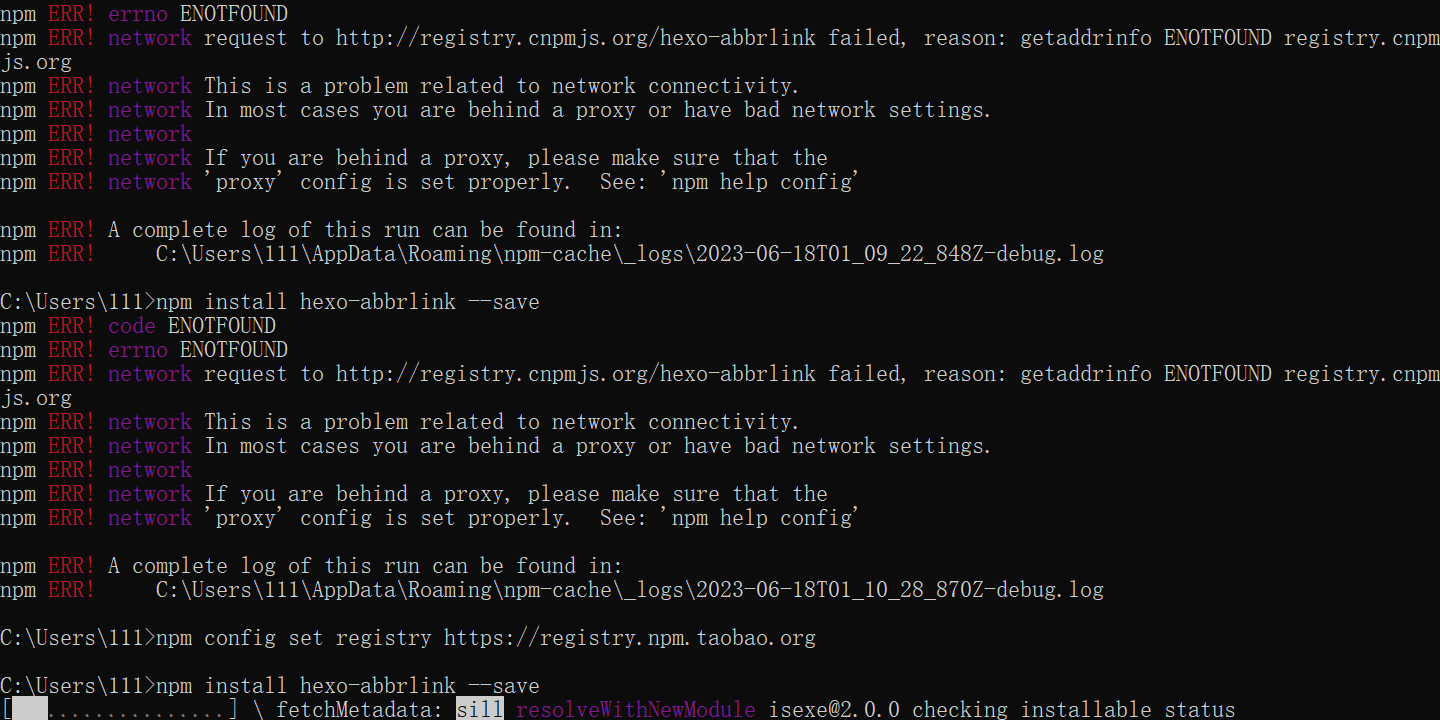 npm ERR! errno ENOTFOUND
npm ERR! network request to http://registry.cnpmjs.org/hexo-abbrlink failed, reason: getaddrinfo ENOTFOUND registry.cnpm
js.org
npm ERR! network This is a problem related to network connectivity.
npm ERR! network In most cases you are behind a proxy or have bad network settings.
npm ERR! network
npm ERR! network If you are behind a proxy, please make sure that the
npm ERR! network 'proxy' config is set properly.  See: 'npm help config'

npm ERR! A complete log of this run can be found in:
npm ERR!     C:\Users\111\AppData\Roaming\npm-cache\_logs\2023-06-18T01_09_22_848Z-debug.log

C:\Users\111>npm install hexo-abbrlink --save
npm ERR! code ENOTFOUND
npm ERR! errno ENOTFOUND
npm ERR! network request to http://registry.cnpmjs.org/hexo-abbrlink failed, reason: getaddrinfo ENOTFOUND registry.cnpm
js.org
npm ERR! network This is a problem related to network connectivity.
npm ERR! network In most cases you are behind a proxy or have bad network settings.
npm ERR! network
npm ERR! network If you are behind a proxy, please make sure that the
npm ERR! network 'proxy' config is set properly.  See: 'npm help config'

npm ERR! A complete log of this run can be found in:
npm ERR!     C:\Users\111\AppData\Roaming\npm-cache\_logs\2023-06-18T01_10_28_870Z-debug.log

C:\Users\111>npm config set registry https://registry.npm.taobao.org

C:\Users\111>npm install hexo-abbrlink --save
[   ...............] \ fetchMetadata: sill resolveWithNewModule isexe@2.0.0 checking installable status